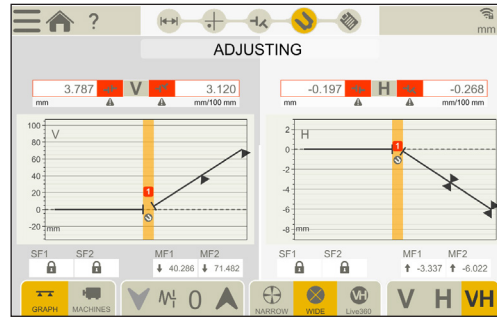 ?
mm
ADJUSTING
3.787 V 3.120
mm mm/100 mm
-0.197 H -0.268
mm mm/100 mm
V
100
80
60
40
20
0
-20
mm
1
H
2
0
-2
-4
-6
-8
mm
1
SF1 SF2 MF1 MF2
40.286 71.482
SF1 SF2 MF1 MF2
-3.337 -6.022
GRAPH MACHINES 0 NARROW WIDE Live360 V H VH
VH